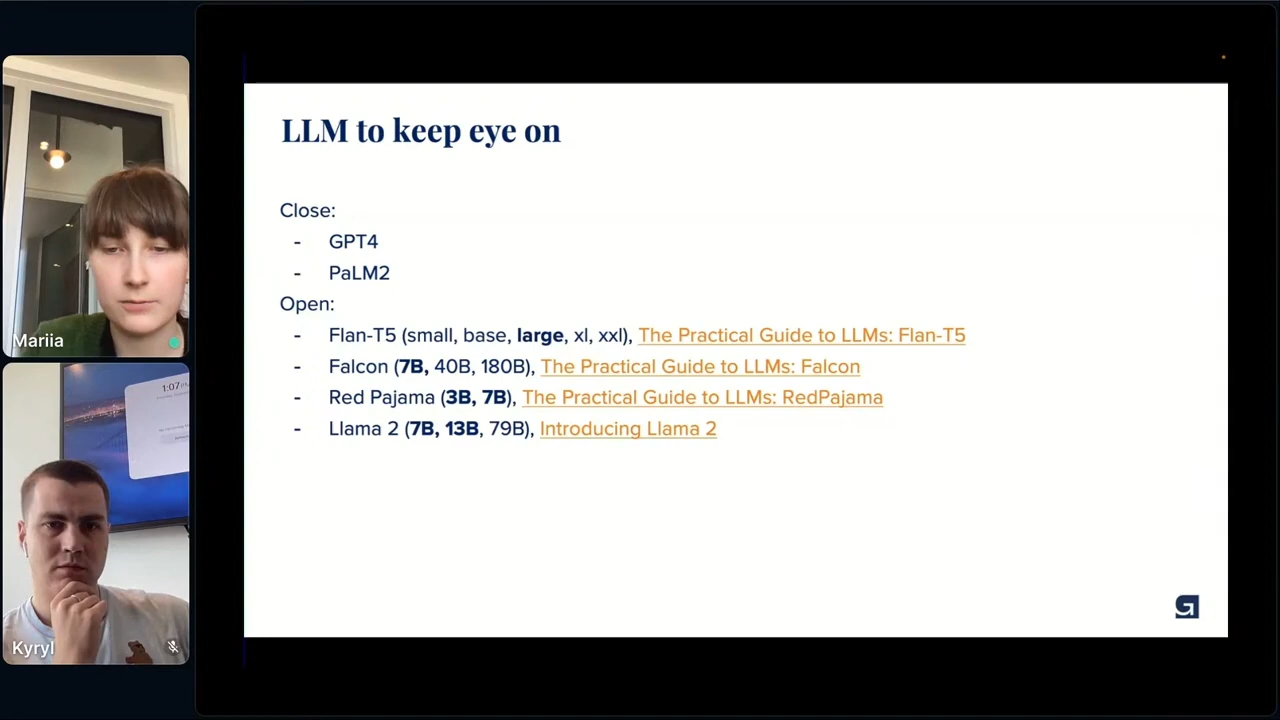 LLM to keep eye on
Close:
- GPT4
- PaLM2
Open:
- Flan-T5 (small, base, large, xl, xxl), The Practical Guide to LLMs: Flan-T5
- Falcon (7B, 40B, 180B), The Practical Guide to LLMs: Falcon
- Red Pajama (3B, 7B), The Practical Guide to LLMs: RedPajama
- Llama 2 (7B, 13B, 79B), Introducing Llama 2
Mariia
1:07
Kyryl